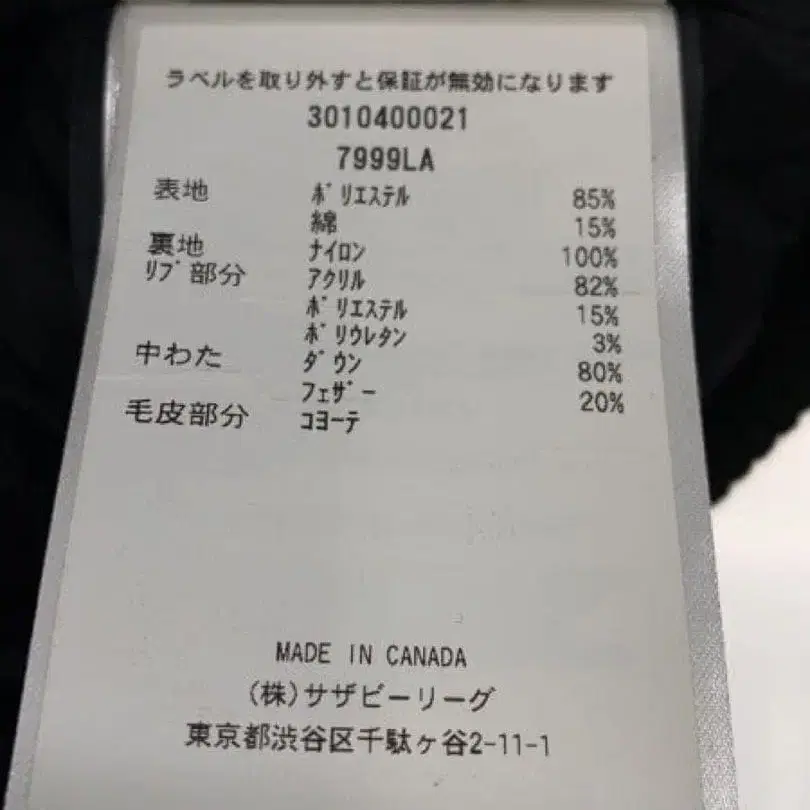 ラベルを取り外すと保証が無効になります
3010400021
7999LA
表地 ﾎﾟﾘｴｽﾃﾙ 85%
綿 15%
裏地 ﾅｲﾛﾝ 100%
ﾘﾌﾞ部分 ｱｸﾘﾙ 82%
ﾎﾟﾘｴｽﾃﾙ 15%
ﾎﾟﾘｳﾚﾀﾝ 3%
中わた ﾀﾞｳﾝ 80%
ﾌｪｻﾞｰ 20%
毛皮部分 ｺﾖｰﾃ
MADE IN CANADA
(株)サザビーリーグ
東京都渋谷区千駄ヶ谷2-11-1